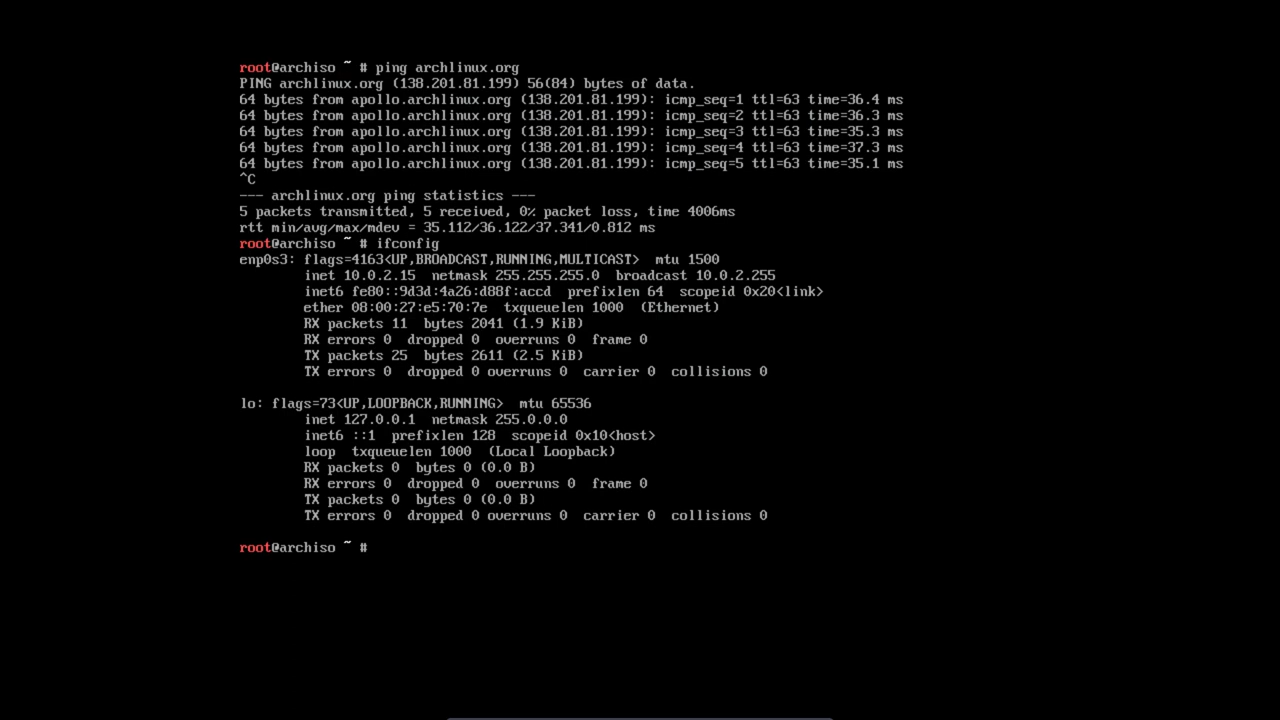 root@archiso ~ # ping archlinux.org
PING archlinux.org (138.201.81.199) 56(84) bytes of data.
64 bytes from apollo.archlinux.org (138.201.81.199): icmp_seq=1 ttl=63 time=36.4 ms
64 bytes from apollo.archlinux.org (138.201.81.199): icmp_seq=2 ttl=63 time=36.3 ms
64 bytes from apollo.archlinux.org (138.201.81.199): icmp_seq=3 ttl=63 time=35.3 ms
64 bytes from apollo.archlinux.org (138.201.81.199): icmp_seq=4 ttl=63 time=37.3 ms
64 bytes from apollo.archlinux.org (138.201.81.199): icmp_seq=5 ttl=63 time=35.1 ms
^C
--- archlinux.org ping statistics ---
5 packets transmitted, 5 received, 0% packet loss, time 4006ms
rtt min/avg/max/mdev = 35.112/36.122/37.341/0.812 ms
root@archiso ~ # ifconfig
enp0s3: flags=4163<UP,BROADCAST,RUNNING,MULTICAST>  mtu 1500
        inet 10.0.2.15  netmask 255.255.255.0  broadcast 10.0.2.255
        inet6 fe80::9d3d:4a26:d88f:accd  prefixlen 64  scopeid 0x20<link>
        ether 08:00:27:e5:70:7e  txqueuelen 1000  (Ethernet)
        RX packets 11  bytes 2041 (1.9 KiB)
        RX errors 0  dropped 0  overruns 0  frame 0
        TX packets 25  bytes 2611 (2.5 KiB)
        TX errors 0  dropped 0 overruns 0  carrier 0  collisions 0

lo: flags=73<UP,LOOPBACK,RUNNING>  mtu 65536
        inet 127.0.0.1  netmask 255.0.0.0
        inet6 ::1  prefixlen 128  scopeid 0x10<host>
        loop  txqueuelen 1000  (Local Loopback)
        RX packets 0  bytes 0 (0.0 B)
        RX errors 0  dropped 0  overruns 0  frame 0
        TX packets 0  bytes 0 (0.0 B)
        TX errors 0  dropped 0 overruns 0  carrier 0  collisions 0

root@archiso ~ #